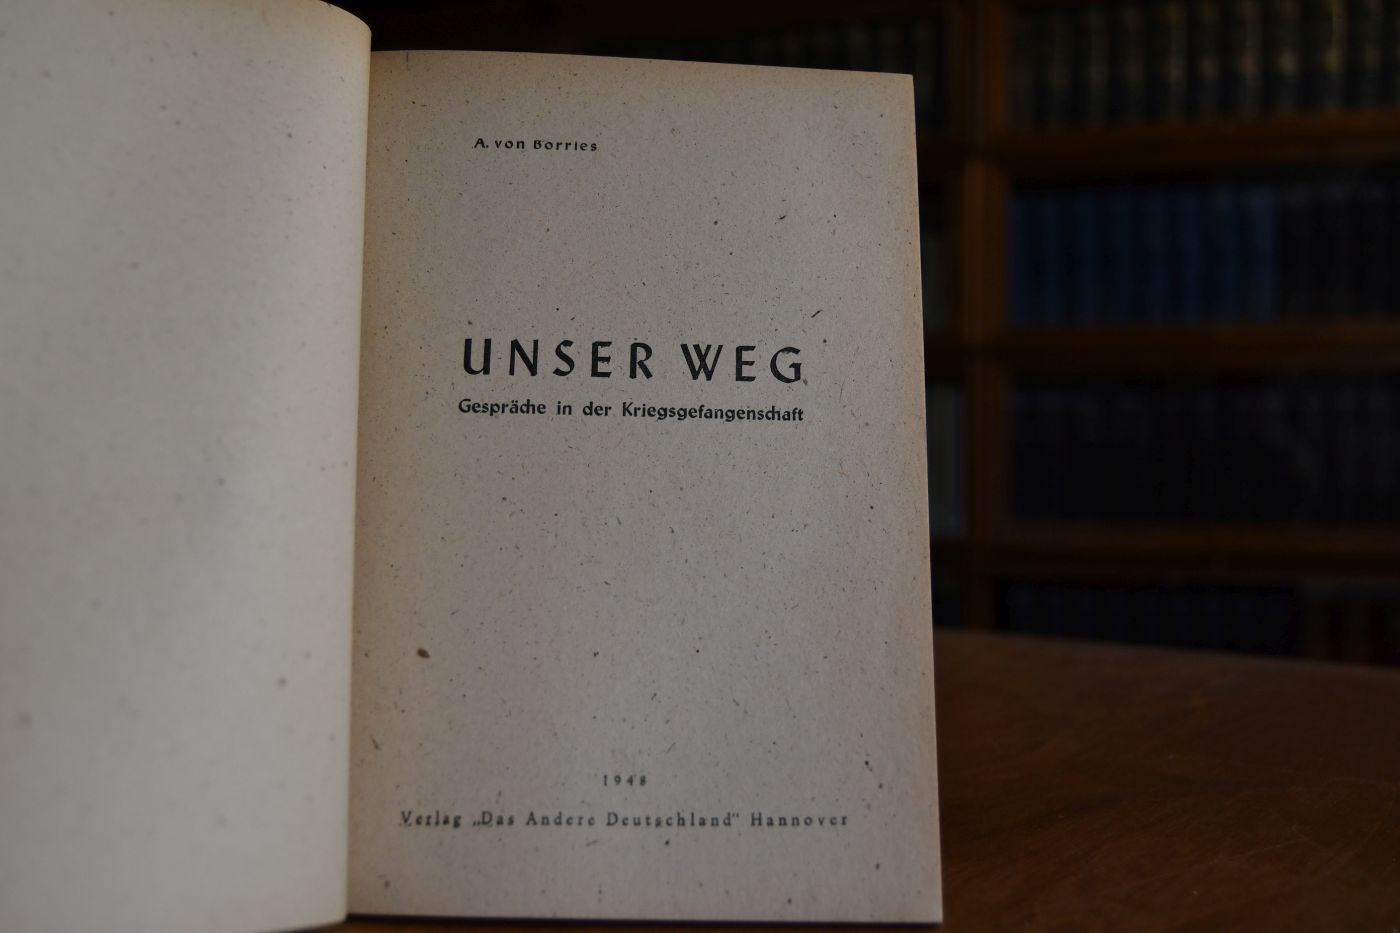 A. von Borries
UNSER WEG
Gespräche in der Kriegsgefangenschaft
1948
Verlag „Das Andere Deutschland" Hannover